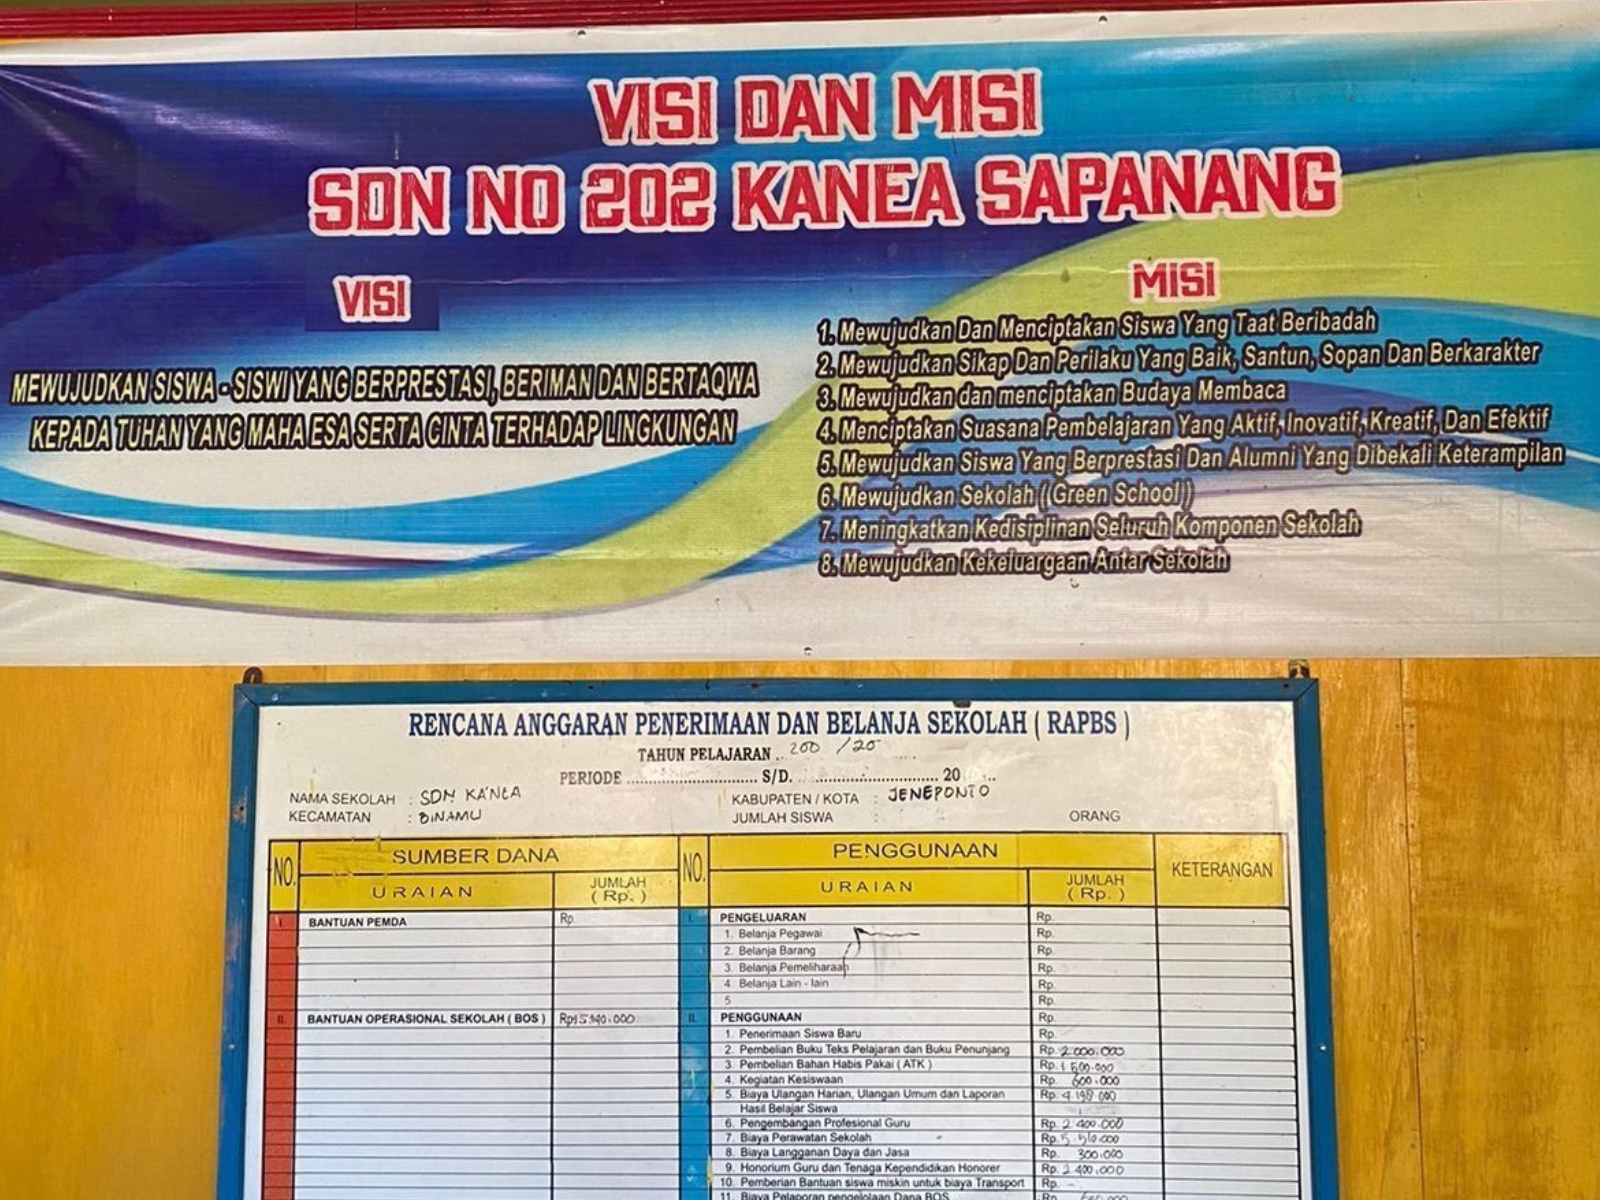 VISI DAN MISI
SDN NO 202 KANEA SAPANANG
VISI
MEWUJUDKAN SISWA - SISWI YANG BERPRESTASI, BERIMAN DAN BERTAQWA
KEPADA TUHAN YANG MAHA ESA SERTA CINTA TERHADAP LINGKUNGAN
MISI
1. Mewujudkan Dan Menciptakan Siswa Yang Taat Beribadah
2. Mewujudkan Sikap Dan Perilaku Yang Baik, Santun, Sopan Dan Berkarakter
3. Mewujudkan dan menciptakan Budaya Membaca
4. Menciptakan Suasana Pembelajaran Yang Aktif, Inovatif, Kreatif, Dan Efektif
5. Mewujudkan Siswa Yang Berprestasi Dan Alumni Yang Dibekali Keterampilan
6. Mewujudkan Sekolah ( Green School )
7. Meningkatkan Kedisiplinan Seluruh Komponen Sekolah
8. Mewujudkan Kekeluargaan Antar Sekolah
RENCANA ANGGARAN PENERIMAAN DAN BELANJA SEKOLAH ( RAPBS )
TAHUN PELAJARAN 200 /20
PERIODE ............ S/D. ............ 20 ...
NAMA SEKOLAH : SDN KA'NEA KABUPATEN / KOTA : JENEPONTO
KECAMATAN : BINAMU JUMLAH SISWA : ORANG
NO. SUMBER DANA NO. PENGGUNAAN KETERANGAN
URAIAN JUMLAH ( Rp. ) URAIAN JUMLAH ( Rp. )
I. BANTUAN PEMDA Rp. I. PENGELUARAN Rp.
1. Belanja Pegawai Rp.
2. Belanja Barang Rp.
3. Belanja Pemeliharaan Rp.
4. Belanja Lain - lain Rp.
5 Rp.
II. BANTUAN OPERASIONAL SEKOLAH ( BOS ) Rp II. PENGGUNAAN Rp.
1. Penerimaan Siswa Baru Rp.
2. Pembelian Buku Teks Pelajaran dan Buku Penunjang Rp. 2.000.000
3. Pembelian Bahan Habis Pakai ( ATK ) Rp. 1.500.000
4. Kegiatan Kesiswaan Rp. 600.000
5. Biaya Ulangan Harian, Ulangan Umum dan Laporan Rp. 4.198.000
Hasil Belajar Siswa
6. Pengembangan Profesional Guru Rp. 2.400.000
7. Biaya Perawatan Sekolah Rp. 5.510.000
8. Biaya Langganan Daya dan Jasa Rp. 300.000
9. Honorium Guru dan Tenaga Kependidikan Honorer Rp. 2.400.000
10. Pemberian Bantuan siswa miskin untuk biaya Transport Rp. -
11. Biaya Pelaporan pengelolaan Dana BOS Rp.